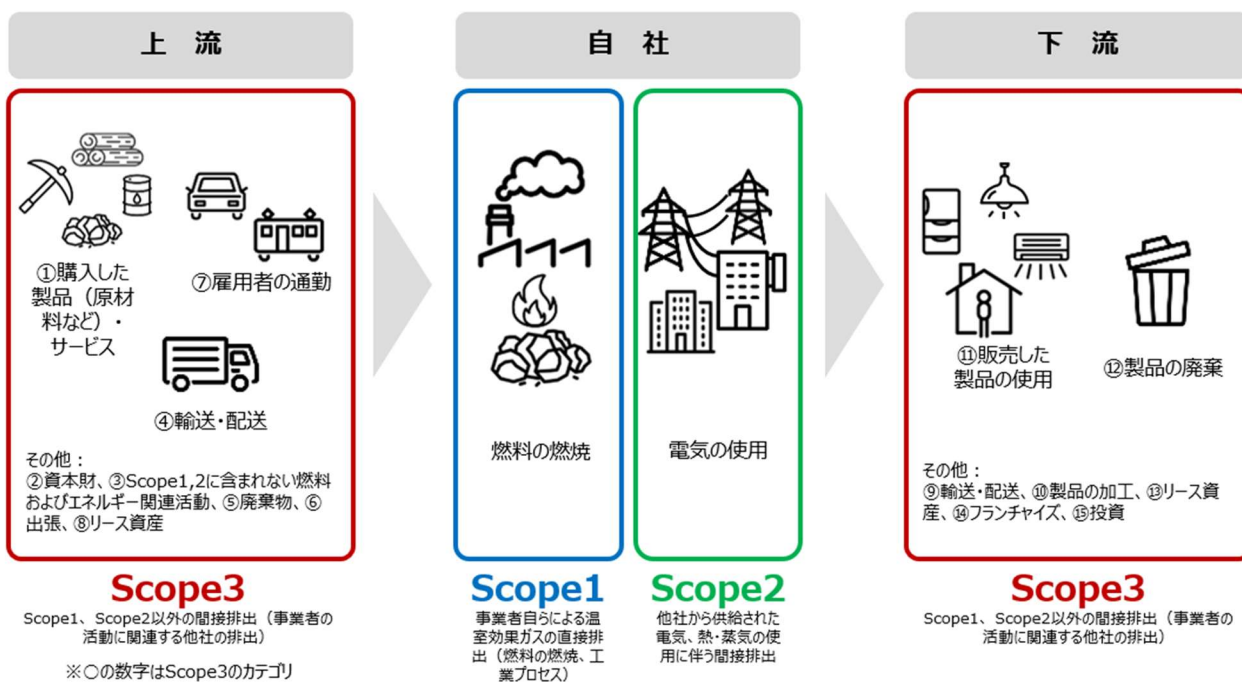 上 流
自 社
下 流
①購入した
製品（原材
料など）・
サービス
⑦雇用者の通勤
④輸送・配送
その他：
②資本財、③Scope1,2に含まれない燃料
およびエネルギー関連活動、⑤廃棄物、⑥
出張、⑧リース資産
Scope3
Scope1、Scope2以外の間接排出（事業者の
活動に関連する他社の排出）
※○の数字はScope3のカテゴリ
燃料の燃焼
Scope1
事業者自らによる温
室効果ガスの直接排
出（燃料の燃焼、工
業プロセス）
電気の使用
Scope2
他社から供給された
電気、熱・蒸気の使
用に伴う間接排出
⑪販売した
製品の使用
⑫製品の廃棄
その他：
⑨輸送・配送、⑩製品の加工、⑬リース資
産、⑭フランチャイズ、⑮投資
Scope3
Scope1、Scope2以外の間接排出（事業者の
活動に関連する他社の排出）